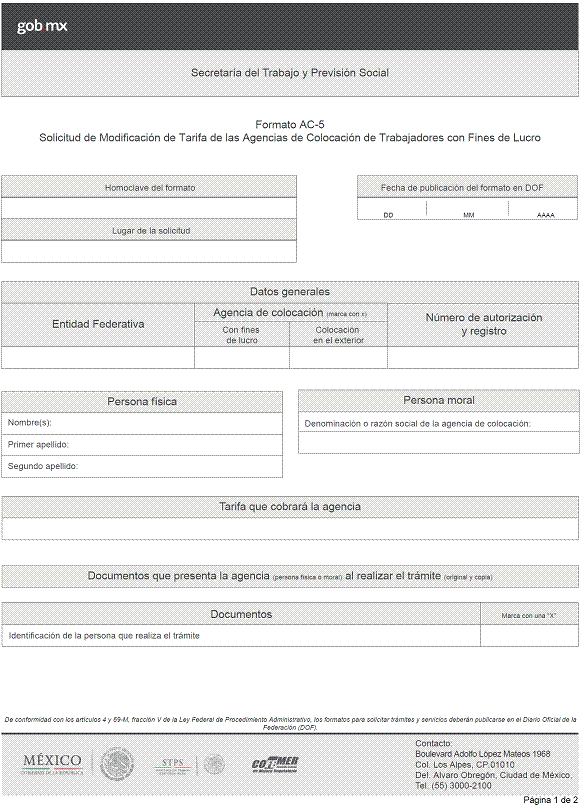 gob.mx
Secretaría del Trabajo y Previsión Social
Formato AC-5
Solicitud de Modificación de Tarifa de las Agencias de Colocación de Trabajadores con Fines de Lucro
Homoclave del formato
Fecha de publicación del formato en DOF
DD MM AAAA
Lugar de la solicitud
Datos generales
Entidad Federativa
Agencia de colocación (marca con x)
Con fines
de lucro
Colocación
en el exterior
Número de autorización
y registro
Persona física
Nombre(s):
Primer apellido:
Segundo apellido:
Persona moral
Denominación o razón social de la agencia de colocación:
Tarifa que cobrará la agencia
Documentos que presenta la agencia (persona física o moral) al realizar el trámite (original y copia)
Documentos
Marca con una "X"
Identificación de la persona que realiza el trámite
De conformidad con los artículos 4 y 69-M, fracción V de la Ley Federal de Procedimiento Administrativo, los formatos para solicitar trámites y servicios deberán publicarse en el Diario Oficial de la
Federación (DOF).
MÉXICO
GOBIERNO DE LA REPÚBLICA
STPS
COFEMER
Contacto:
Boulevard Adolfo López Mateos 1968
Col. Los Alpes, CP.01010
Del. Alvaro Obregón, Ciudad de México,
Tel. (55) 3000-2100
Página 1 de 2